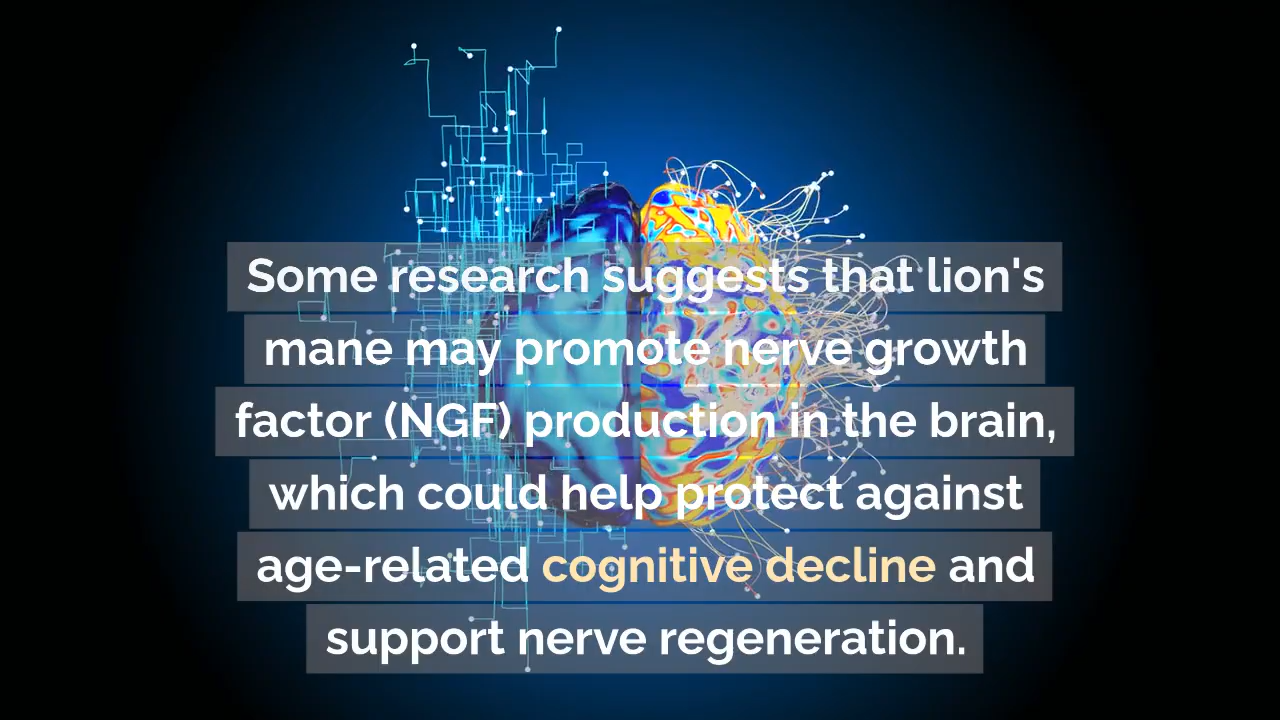 Some research suggests that lion's
mane may promote nerve growth
factor (NGF) production in the brain,
which could help protect against
age-related cognitive decline and
support nerve regeneration.